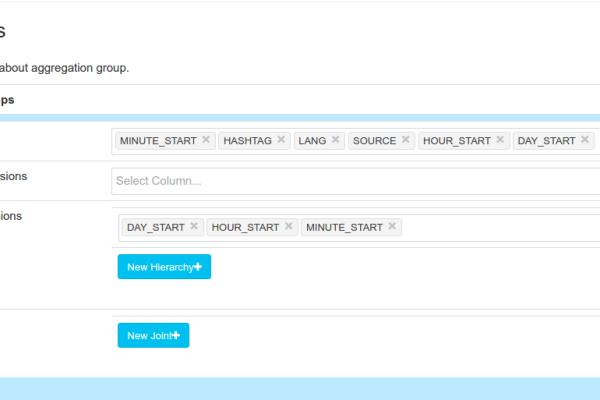 s
about aggregation group.
ps
MINUTE_START × HASHTAG × LANG × SOURCE × HOUR_START × DAY_START ×
sions
Select Column...
ions
DAY_START × HOUR_START × MINUTE_START ×
New Hierarchy+
New Joint+